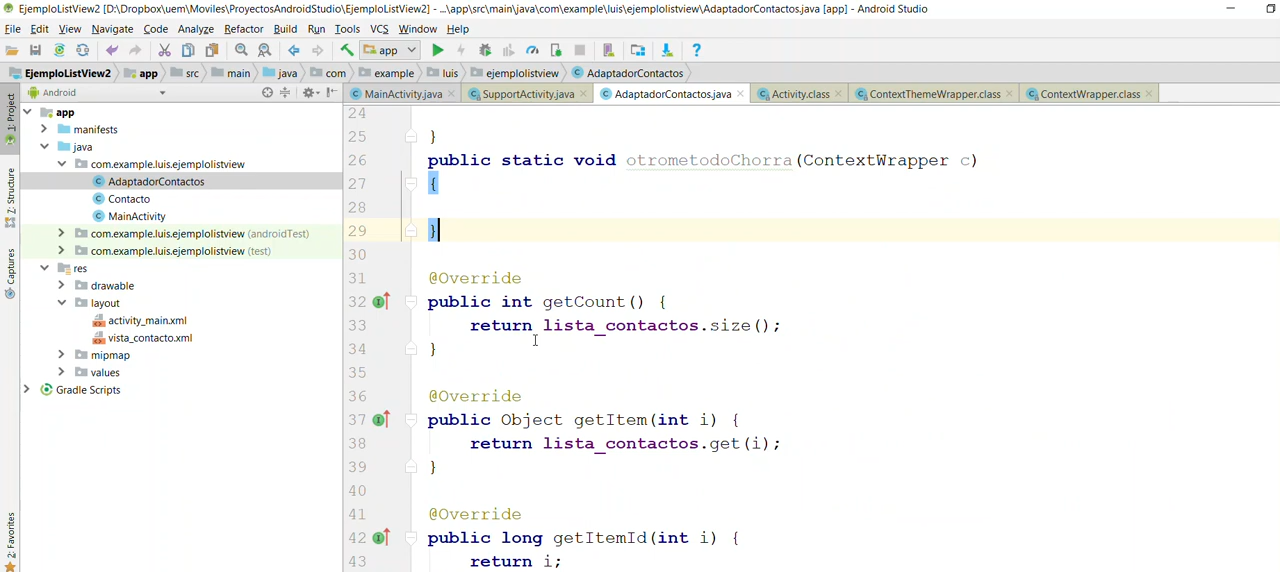 EjemploListView2 [D:\Dropbox\uem\Moviles\ProyectosAndroidStudio\EjemploListView2] - ...\app\src\main\java\com\example\luis\ejemplolistview\AdaptadorContactos.java [app] - Android Studio
File Edit View Navigate Code Analyze Refactor Build Run Tools VCS Window Help
app
EjemploListView2 app src main java com example luis ejemplolistview AdaptadorContactos
1: Project
7: Structure
Captures
2: Favorites
Android
app
manifests
java
com.example.luis.ejemplolistview
AdaptadorContactos
Contacto
MainActivity
com.example.luis.ejemplolistview (androidTest)
com.example.luis.ejemplolistview (test)
res
drawable
layout
activity_main.xml
vista_contacto.xml
mipmap
values
Gradle Scripts
MainActivity.java SupportActivity.java AdaptadorContactos.java Activity.class ContextThemeWrapper.class ContextWrapper.class
24
25 }
26 public static void otrometodoChorra(ContextWrapper c)
27 {
28
29 }
30
31 @Override
32 public int getCount() {
33 return lista_contactos.size();
34 }
35
36 @Override
37 public Object getItem(int i) {
38 return lista_contactos.get(i);
39 }
40
41 @Override
42 public long getItemId(int i) {
43 return i;